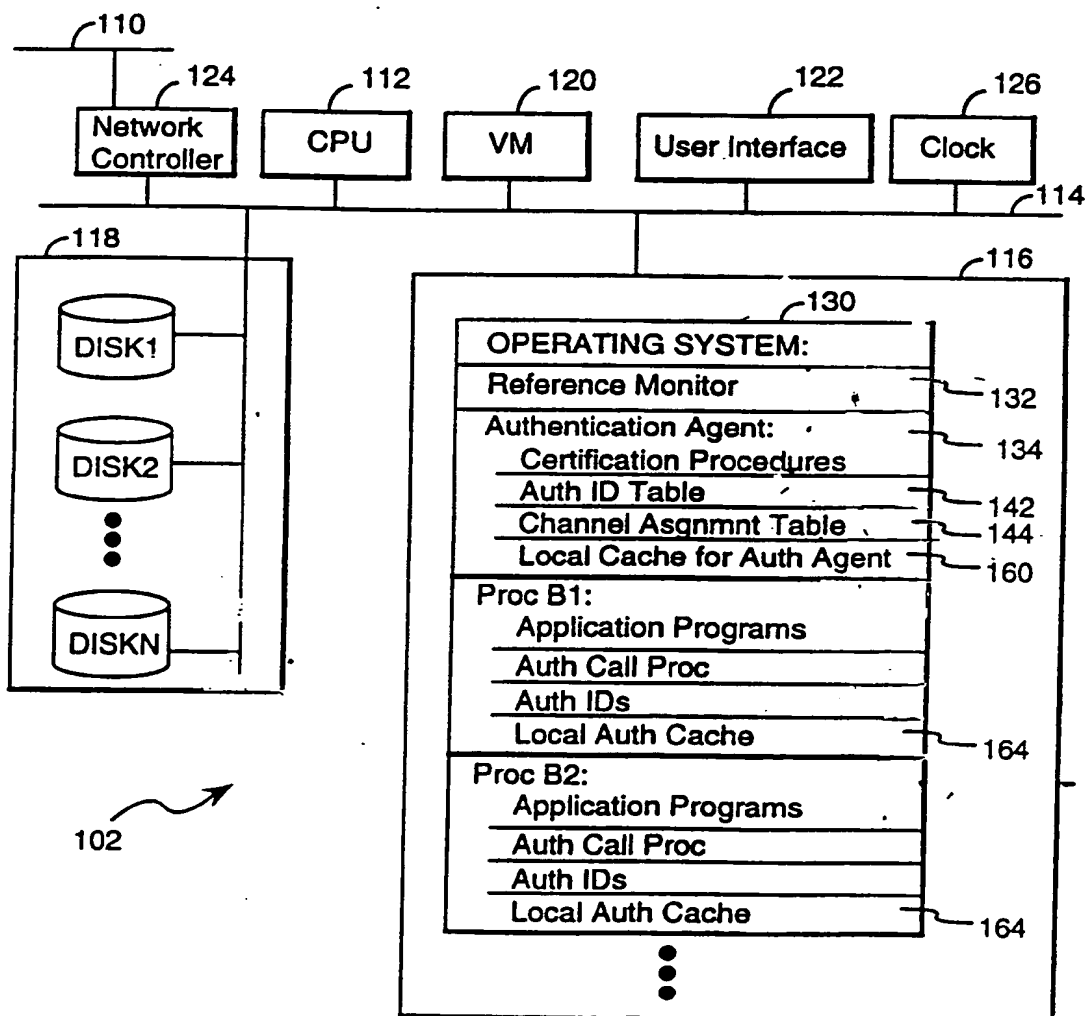 110
124
112
120
122
126
Network
Controller
CPU
VM
User Interface
Clock
114
118
116
DISK1
DISK2
DISKN
130
OPERATING SYSTEM:
Reference Monitor
132
Authentication Agent:
134
Certification Procedures
Auth ID Table
142
Channel Asgnmnt Table
144
Local Cache for Auth Agent
160
Proc B1:
Application Programs
Auth Call Proc
Auth IDs
Local Auth Cache
164
Proc B2:
Application Programs
Auth Call Proc
Auth IDs
Local Auth Cache
164
102